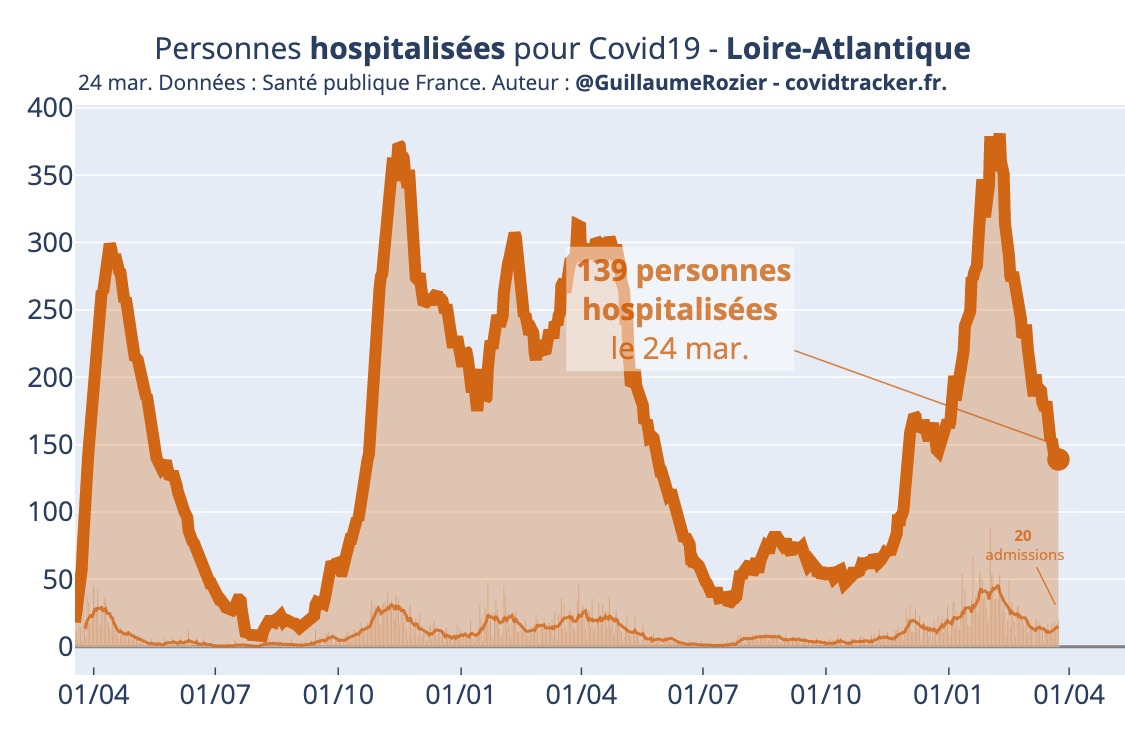 Personnes hospitalisées pour Covid19 - Loire-Atlantique
24 mar. Données : Santé publique France. Auteur : @GuillaumeRozier - covidtracker.fr.
400
350
300
250
200
150
100
50
0
139 personnes
hospitalisées
le 24 mar.
20
admissions
01/04 01/07 01/10 01/01 01/04 01/07 01/10 01/01 01/04